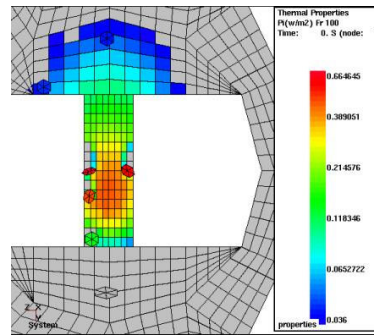 Thermal Properties
Pi(w/m2) Fr 100
Time: 0. S (node:
0.664645
0.389051
0.214576
0.118346
0.0652722
0.036
properties
Z X
Y
System